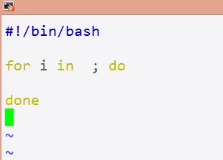 #!/bin/bash
for i in  ; do
done
~
~